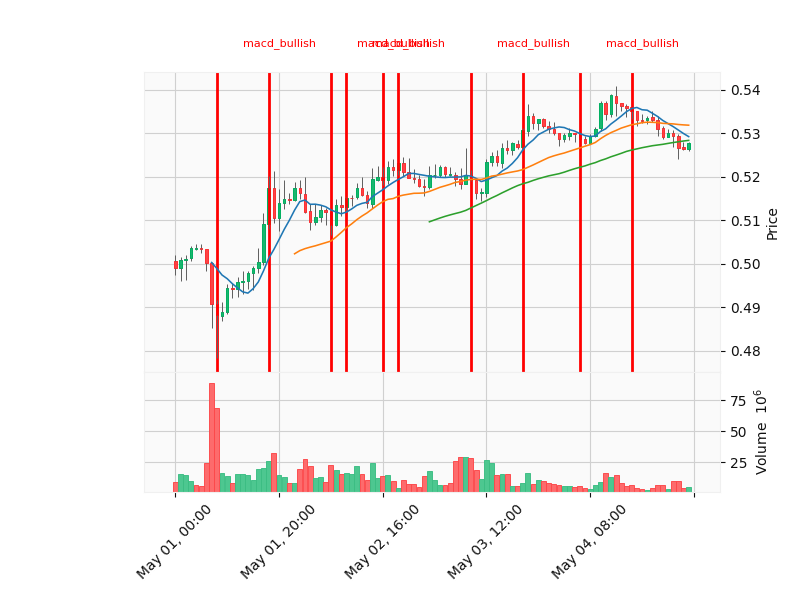 macd_bullish macd_bullish macd_bullish macd_bullish macd_bullish
0.54
0.53
0.52
0.51
0.50
0.49
0.48
Price
75
50
25
Volume 10^6
May 01, 00:00
May 01, 20:00
May 02, 16:00
May 03, 12:00
May 04, 08:00